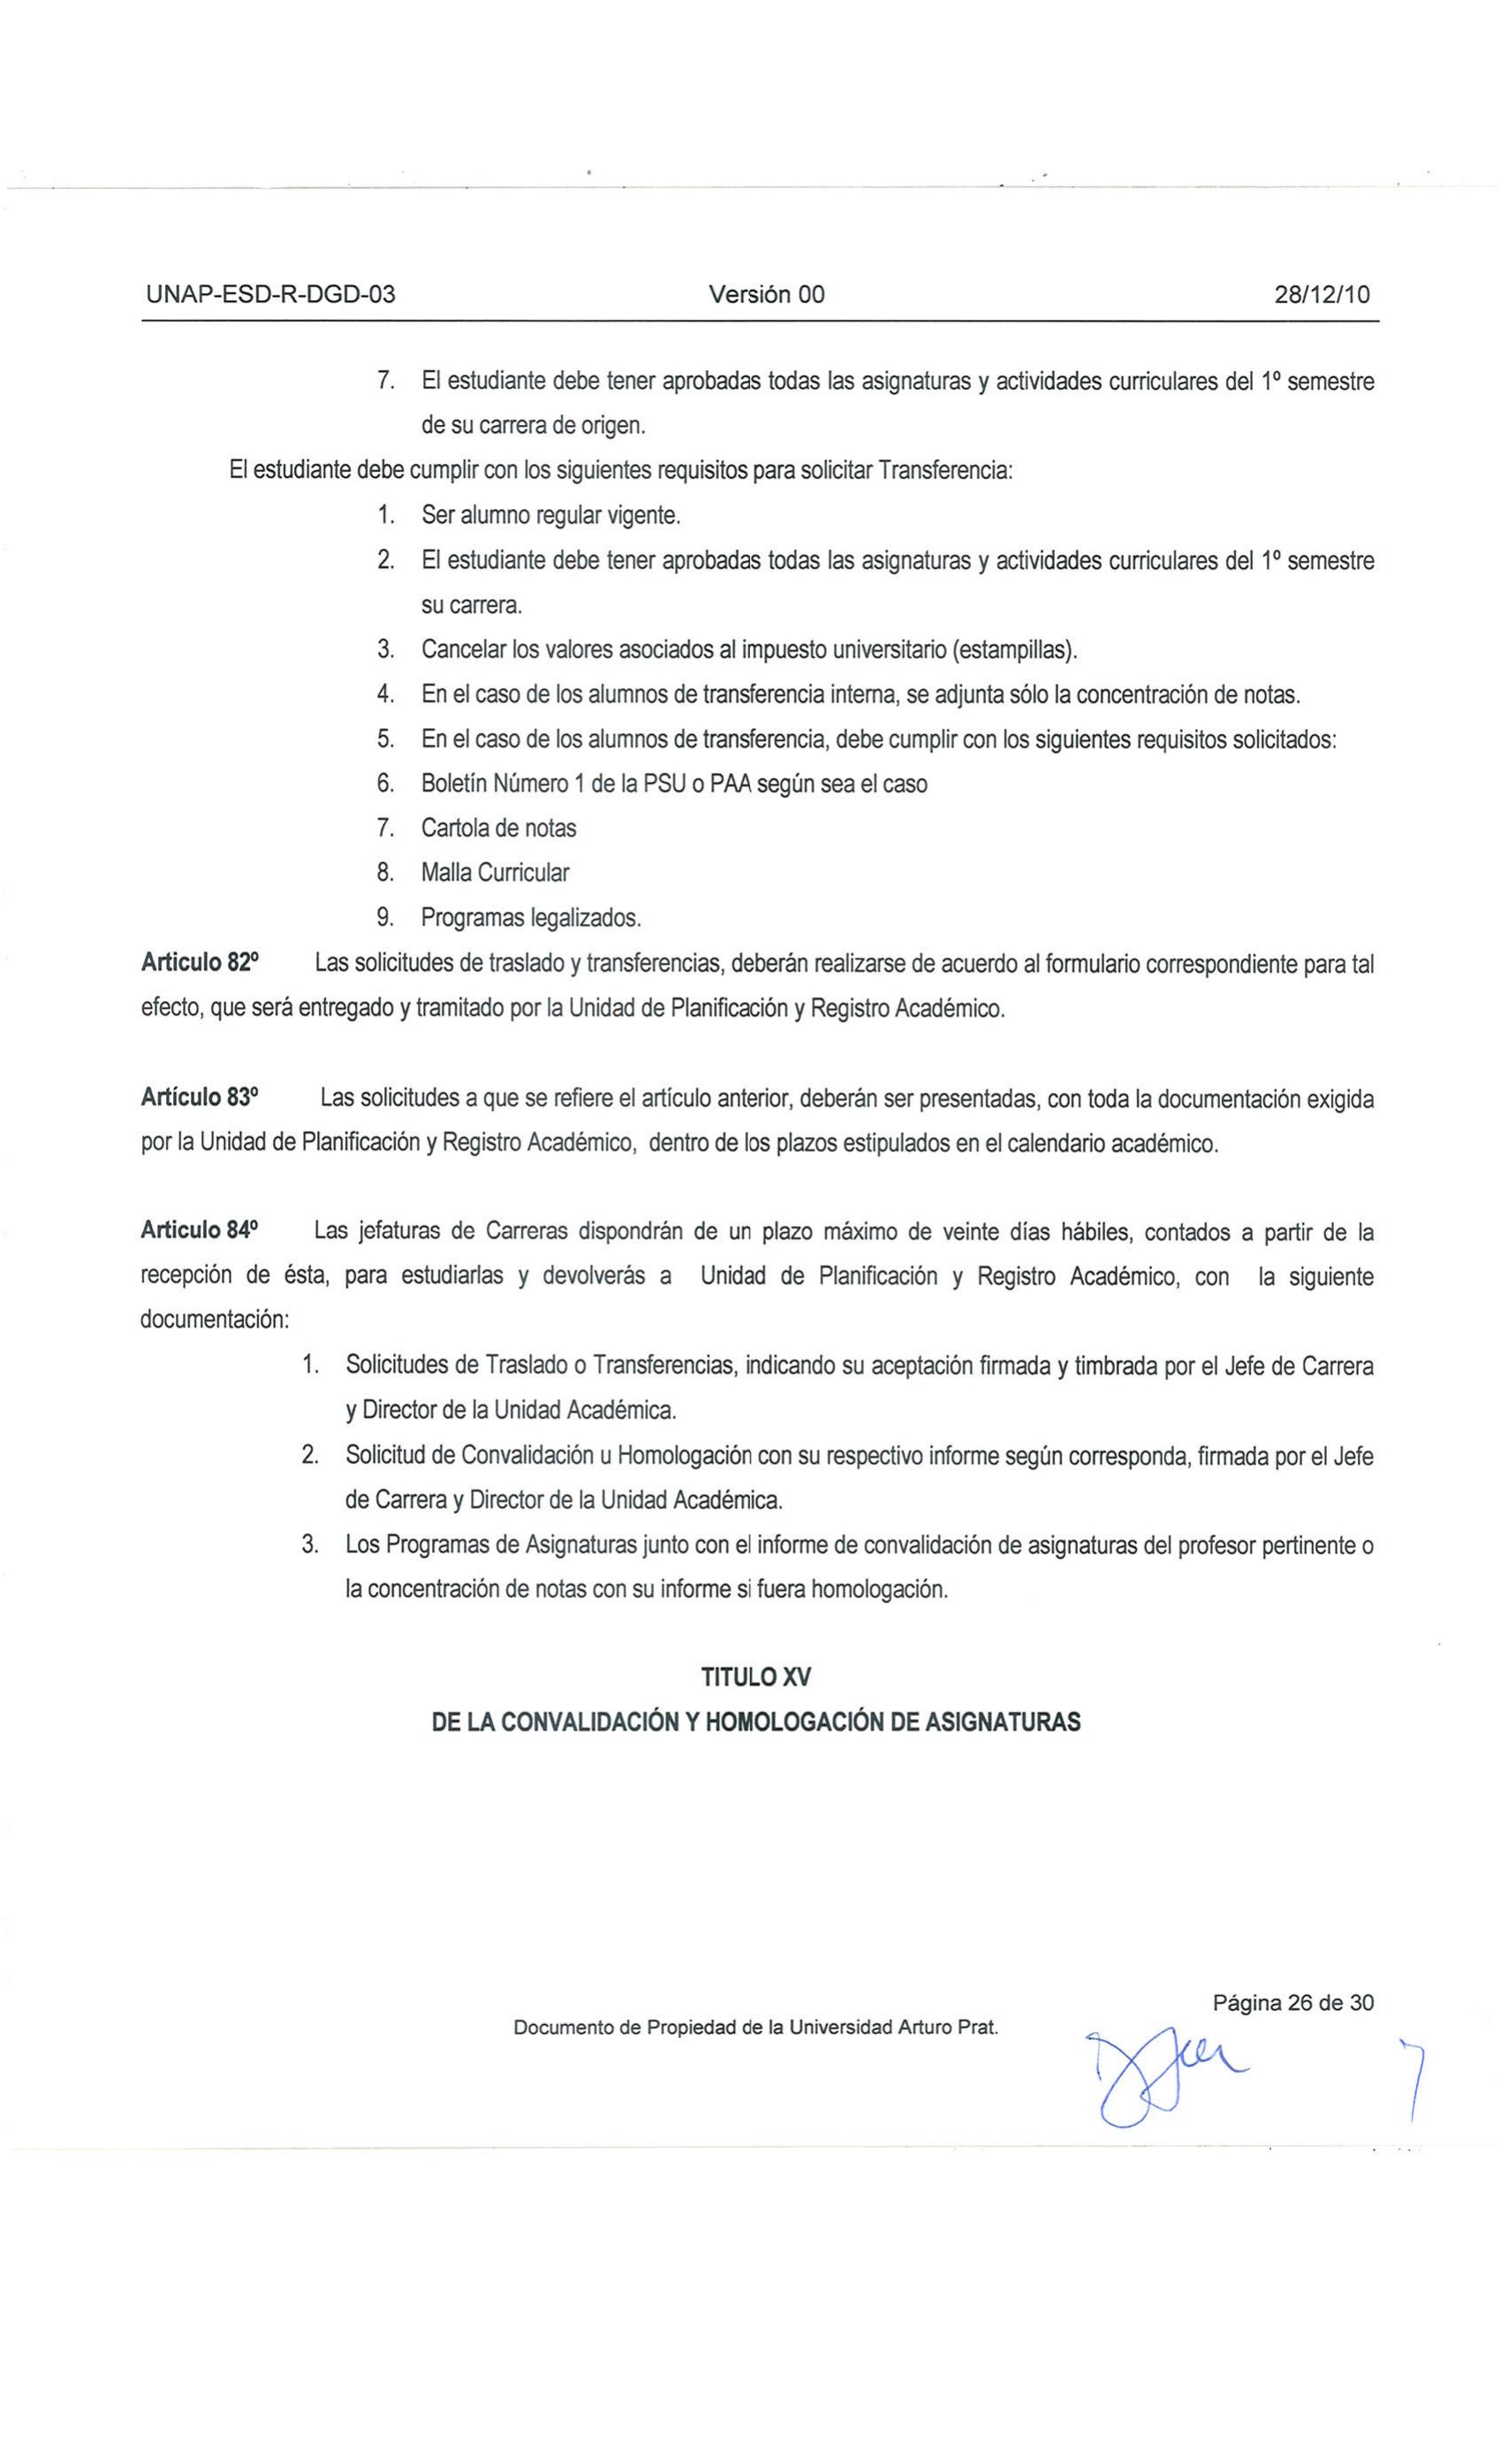 UNAP-ESD-R-DGD-03 Versión 00 28/12/10
7. El estudiante debe tener aprobadas todas las asignaturas y actividades curriculares del 1º semestre
de su carrera de origen.
El estudiante debe cumplir con los siguientes requisitos para solicitar Transferencia:
1. Ser alumno regular vigente.
2. El estudiante debe tener aprobadas todas las asignaturas y actividades curriculares del 1º semestre
su carrera.
3. Cancelar los valores asociados al impuesto universitario (estampillas).
4. En el caso de los alumnos de transferencia interna, se adjunta sólo la concentración de notas.
5. En el caso de los alumnos de transferencia, debe cumplir con los siguientes requisitos solicitados:
6. Boletín Número 1 de la PSU o PAA según sea el caso
7. Cartola de notas
8. Malla Curricular
9. Programas legalizados.
Articulo 82º Las solicitudes de traslado y transferencias, deberán realizarse de acuerdo al formulario correspondiente para tal
efecto, que será entregado y tramitado por la Unidad de Planificación y Registro Académico.
Artículo 83º Las solicitudes a que se refiere el artículo anterior, deberán ser presentadas, con toda la documentación exigida
por la Unidad de Planificación y Registro Académico, dentro de los plazos estipulados en el calendario académico.
Articulo 84º Las jefaturas de Carreras dispondrán de un plazo máximo de veinte días hábiles, contados a partir de la
recepción de ésta, para estudiarlas y devolverás a Unidad de Planificación y Registro Académico, con la siguiente
documentación:
1. Solicitudes de Traslado o Transferencias, indicando su aceptación firmada y timbrada por el Jefe de Carrera
y Director de la Unidad Académica.
2. Solicitud de Convalidación u Homologación con su respectivo informe según corresponda, firmada por el Jefe
de Carrera y Director de la Unidad Académica.
3. Los Programas de Asignaturas junto con el informe de convalidación de asignaturas del profesor pertinente o
la concentración de notas con su informe si fuera homologación.
TITULO XV
DE LA CONVALIDACIÓN Y HOMOLOGACIÓN DE ASIGNATURAS
Página 26 de 30
Documento de Propiedad de la Universidad Arturo Prat.